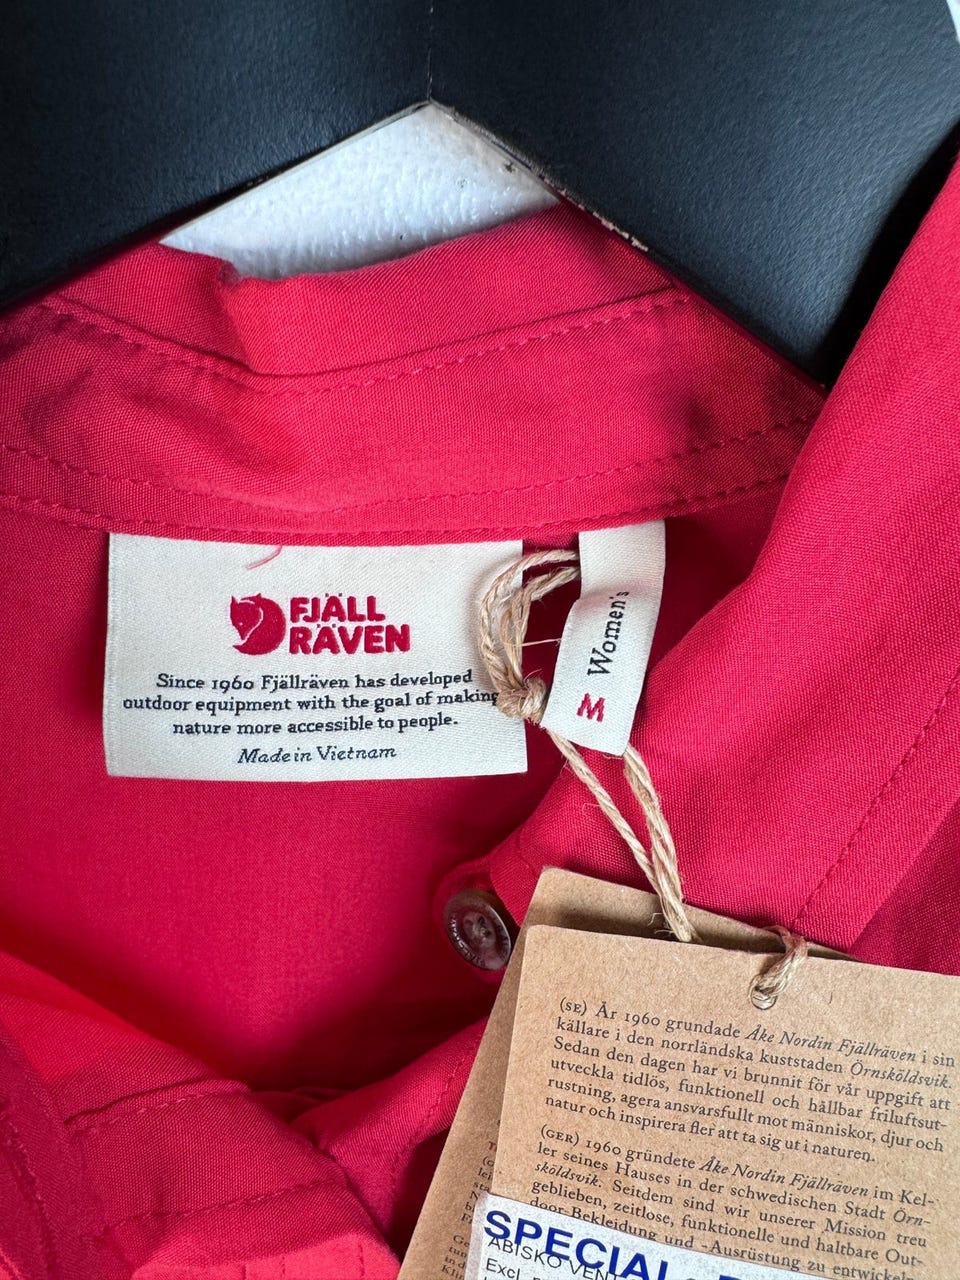 FJÄLL
RÄVEN
Since 1960 Fjällräven has developed
outdoor equipment with the goal of making
nature more accessible to people.
Made in Vietnam
Women's
M
(SE) År 1960 grundade Åke Nordin Fjällräven i sin
källare i den norrländska kuststaden Örnsköldsvik.
Sedan den dagen har vi brunnit för vår uppgift att
utveckla tidlös, funktionell och hållbar friluftsut-
rustning, agera ansvarsfullt mot människor, djur och
natur och inspirera fler att ta sig ut i naturen.
(GER) 1960 gründete Åke Nordin Fjällräven im Kel-
ler seines Hauses in der schwedischen Stadt Örn-
sköldsvik. Seitdem sind wir unserer Mission treu
geblieben, zeitlose, funktionelle und haltbare Out-
door-Bekleidung und -Ausrüstung zu entwickeln
SPECIAL
ABISKO VENT
Excl.